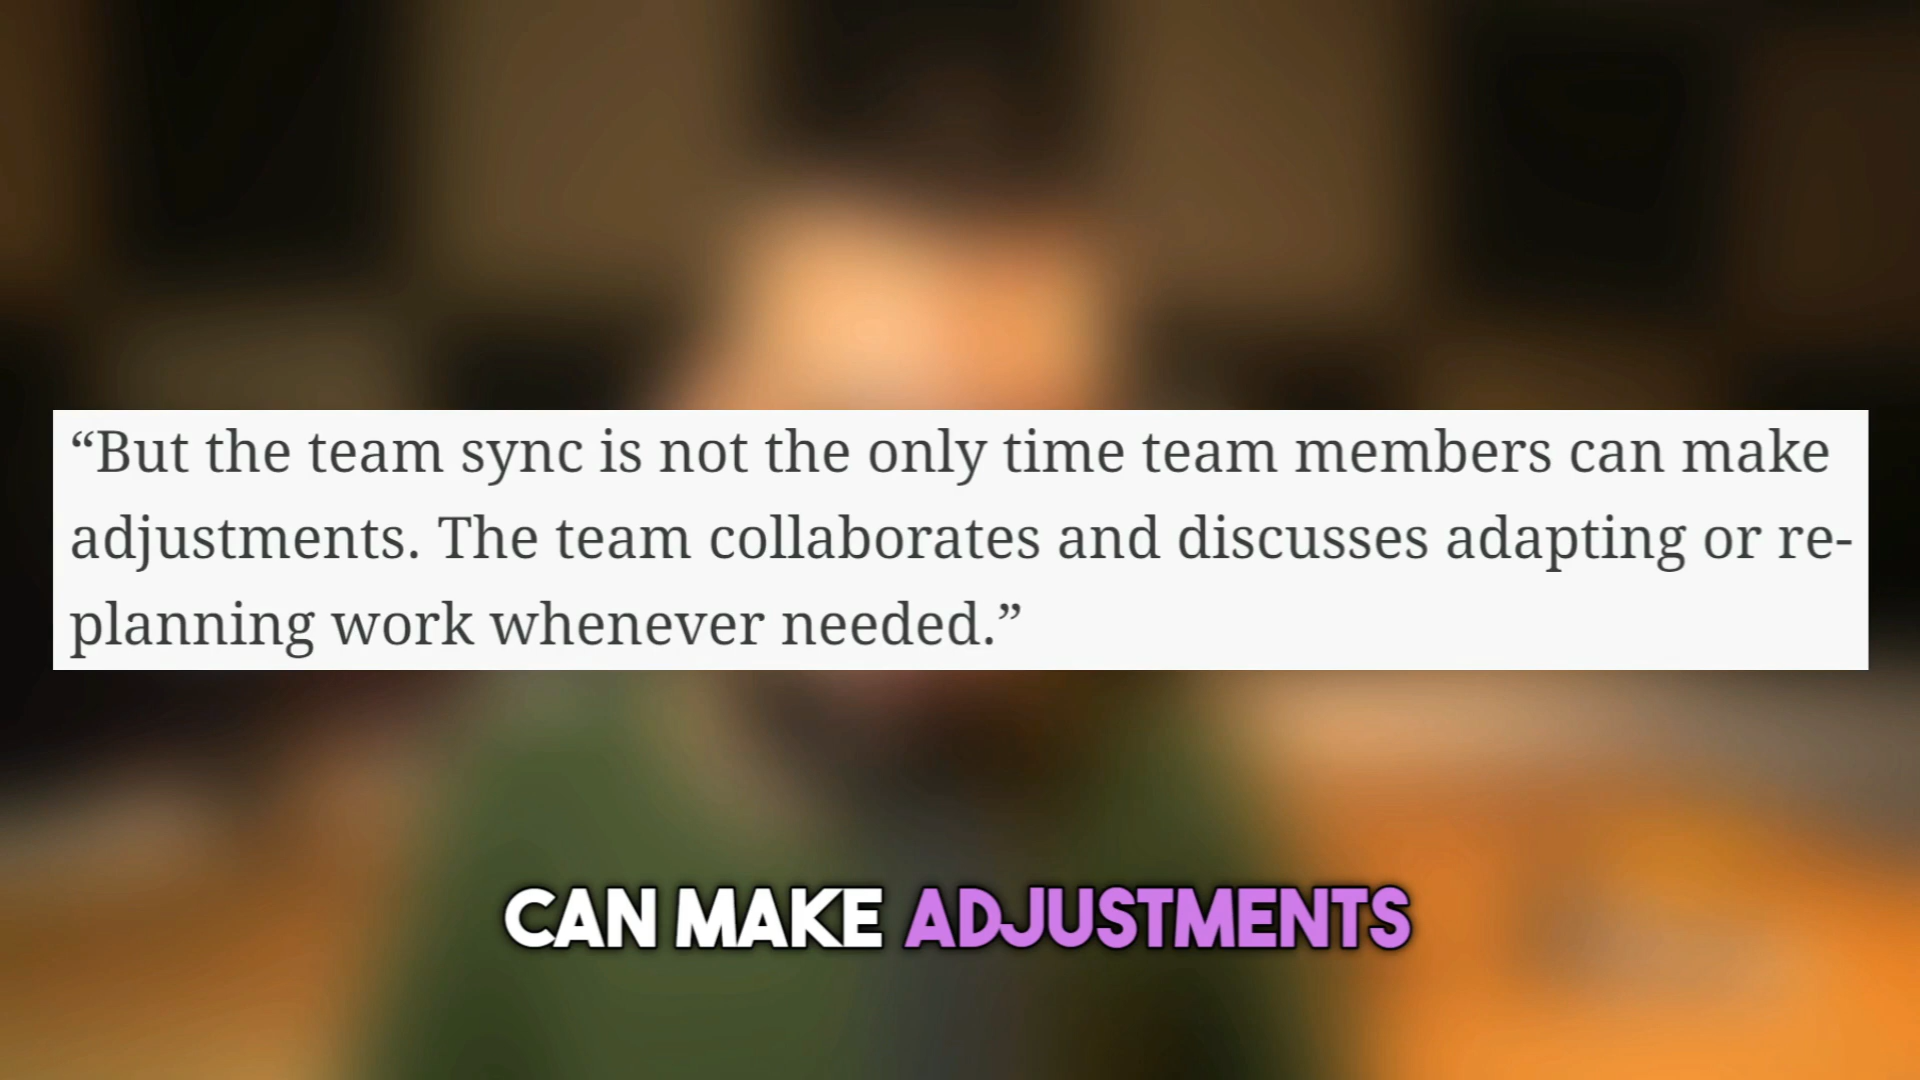 “But the team sync is not the only time team members can make
adjustments. The team collaborates and discusses adapting or re-
planning work whenever needed.”
CAN MAKE ADJUSTMENTS